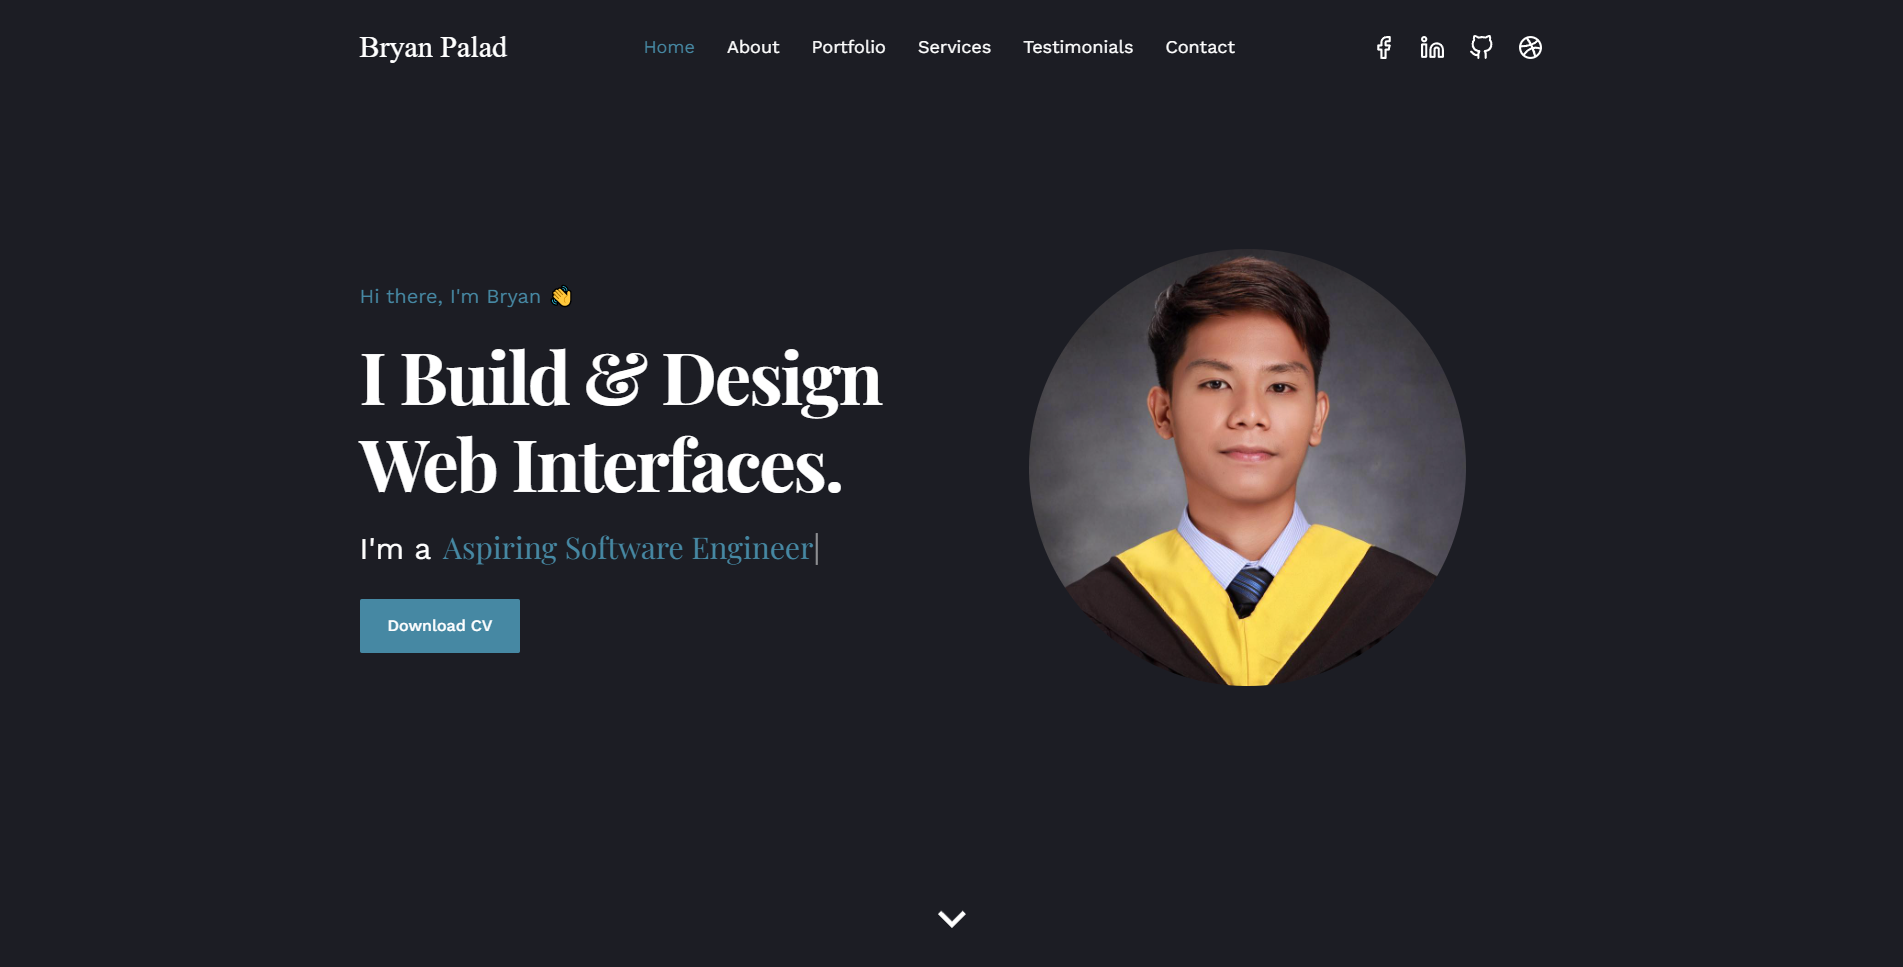 Bryan Palad
Home About Portfolio Services Testimonials Contact
Hi there, I'm Bryan 👋
I Build & Design
Web Interfaces.
I'm a Aspiring Software Engineer|
Download CV